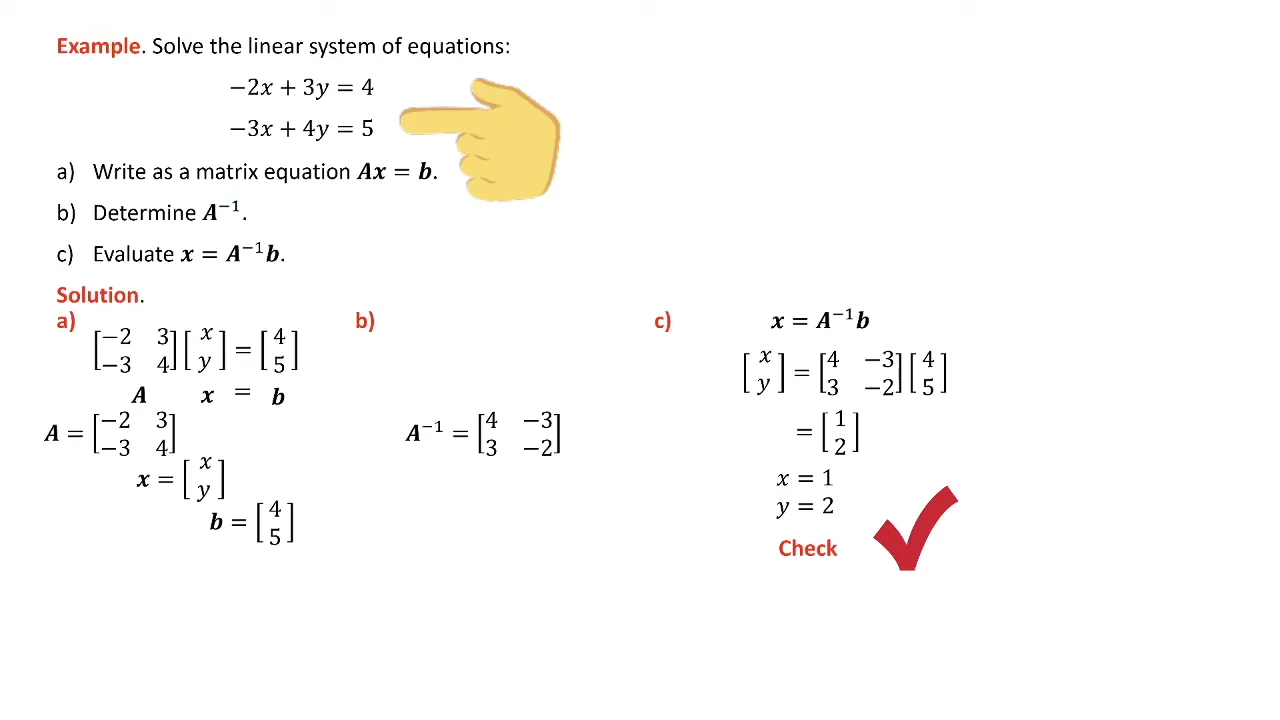 Example. Solve the linear system of equations:
−2x + 3y = 4
−3x + 4y = 5
a) Write as a matrix equation Ax = b.
b) Determine A⁻¹.
c) Evaluate x = A⁻¹b.
Solution.
a)
[−2 3] [x] = [4]
[−3 4] [y] [5]
A x = b
A = [−2 3]
[−3 4]
x = [x]
[y]
b = [4]
[5]
b)
A⁻¹ = [4 −3]
[3 −2]
c) x = A⁻¹b
[x] = [4 −3] [4]
[y] [3 −2] [5]
= [1]
[2]
x = 1
y = 2
Check